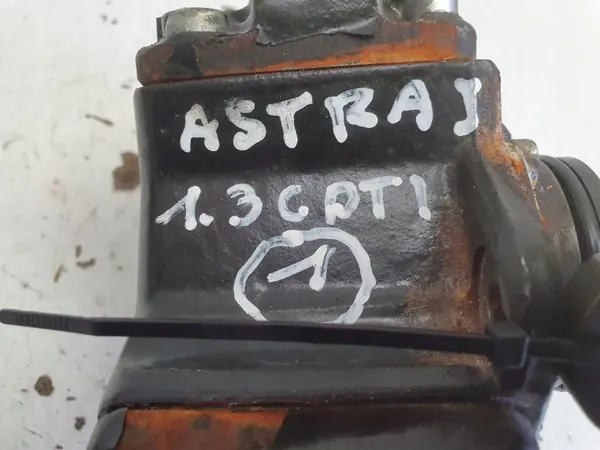 ASTRA J
1.3 CDTI
1